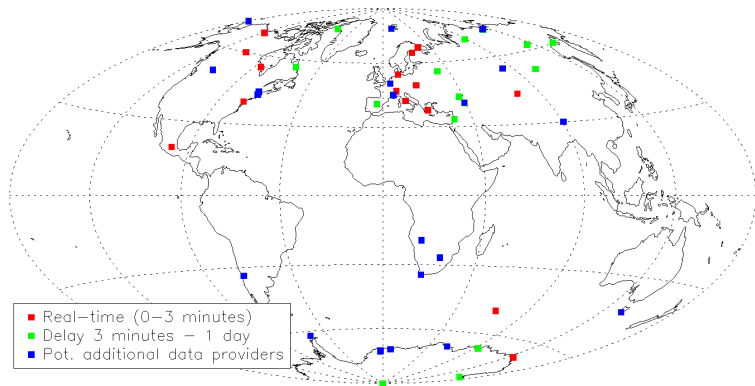 Real-time (0-3 minutes)
Delay 3 minutes - 1 day
Pot. additional data providers